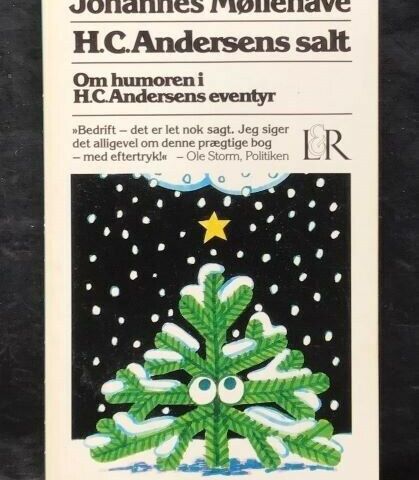 Johannes Møllehave
H.C.Andersens salt
Om humoren i
H.C.Andersens eventyr
»Bedrift – det er let nok sagt. Jeg siger
det alligevel om denne prægtige bog
– med eftertryk!« – Ole Storm, Politiken
L&R